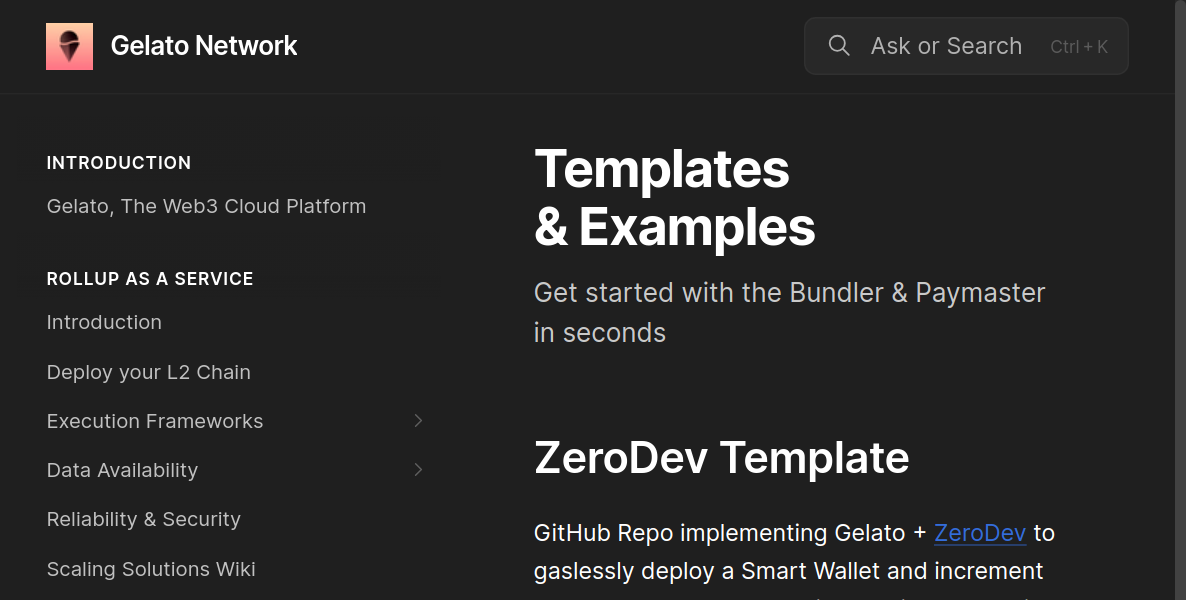 Gelato Network
Ask or Search Ctrl + K
INTRODUCTION
Gelato, The Web3 Cloud Platform
ROLLUP AS A SERVICE
Introduction
Deploy your L2 Chain
Execution Frameworks
Data Availability
Reliability & Security
Scaling Solutions Wiki
Templates
& Examples
Get started with the Bundler & Paymaster
in seconds
ZeroDev Template
GitHub Repo implementing Gelato + ZeroDev to
gaslessly deploy a Smart Wallet and increment